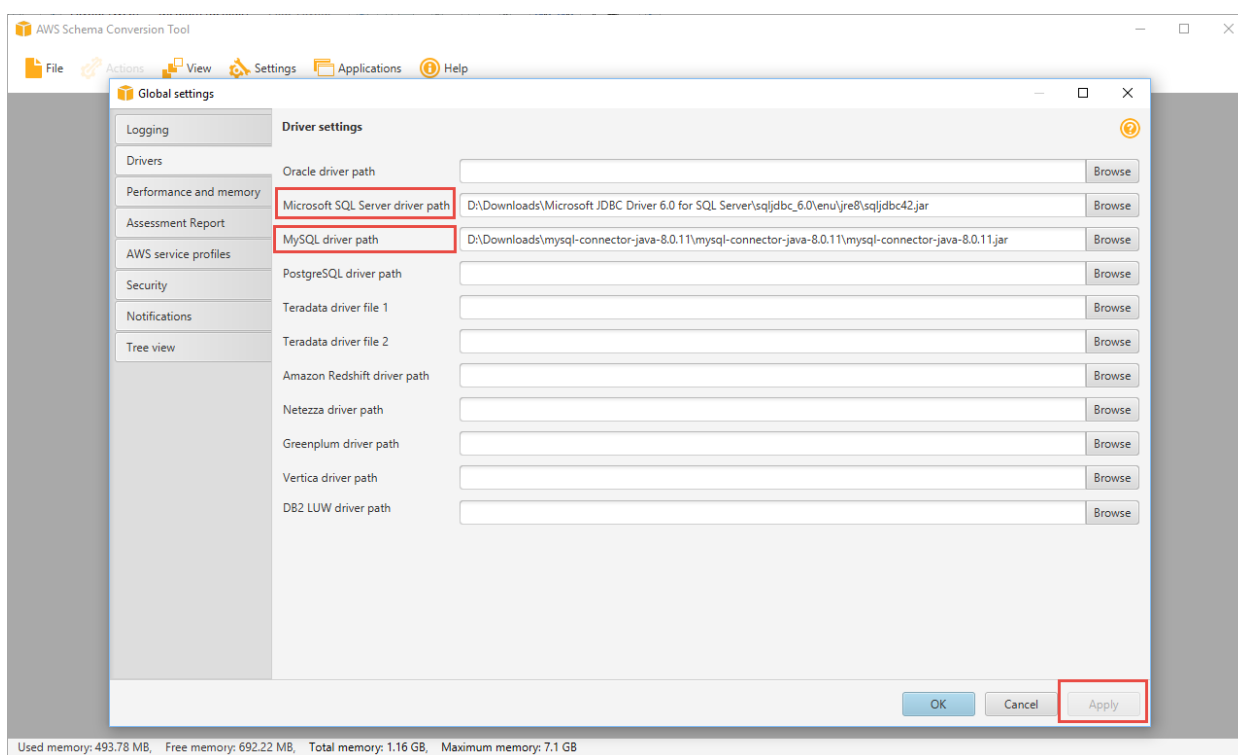 AWS Schema Conversion Tool
File Actions View Settings Applications Help
Global settings
Logging
Drivers
Performance and memory
Assessment Report
AWS service profiles
Security
Notifications
Tree view
Driver settings
Oracle driver path Browse
Microsoft SQL Server driver path D:\Downloads\Microsoft JDBC Driver 6.0 for SQL Server\sqljdbc_6.0\enu\jre8\sqljdbc42.jar Browse
MySQL driver path D:\Downloads\mysql-connector-java-8.0.11\mysql-connector-java-8.0.11\mysql-connector-java-8.0.11.jar Browse
PostgreSQL driver path Browse
Teradata driver file 1 Browse
Teradata driver file 2 Browse
Amazon Redshift driver path Browse
Netezza driver path Browse
Greenplum driver path Browse
Vertica driver path Browse
DB2 LUW driver path Browse
OK Cancel Apply
Used memory: 493.78 MB, Free memory: 692.22 MB, Total memory: 1.16 GB, Maximum memory: 7.1 GB